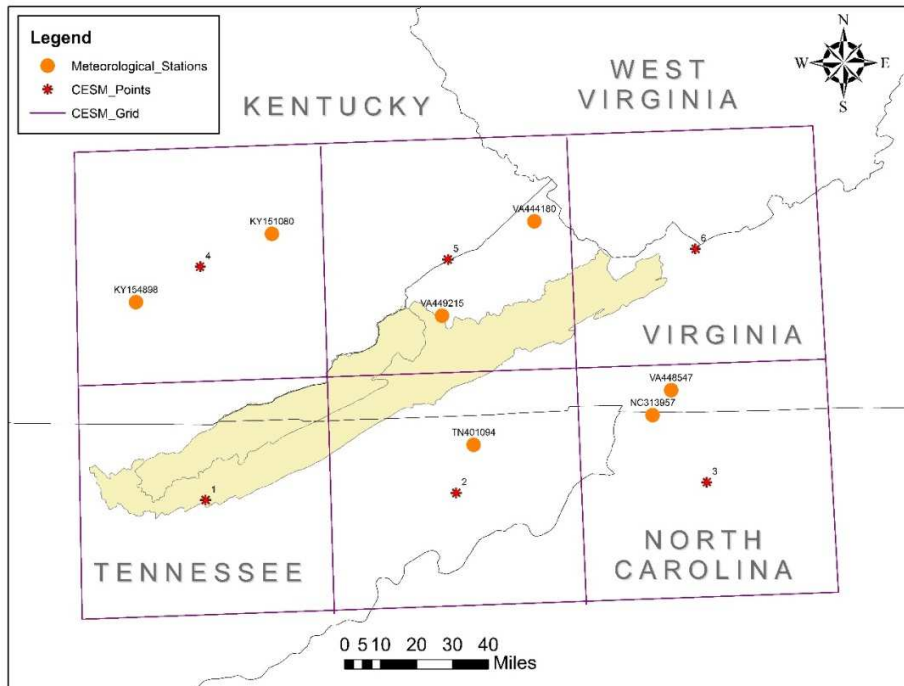 Legend
Meteorological_Stations
CESM_Points
CESM_Grid
N
W
E
S
WEST
VIRGINIA
KENTUCKY
VA444180
KY151080
6
5
4
KY154898
VA449215
VIRGINIA
VA448547
NC313957
TN401094
3
2
1
NORTH
CAROLINA
TENNESSEE
0 5 10 20 30 40
Miles